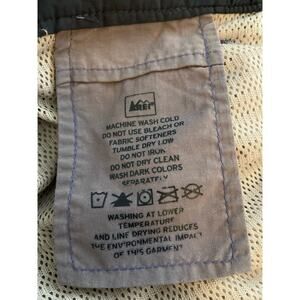 REI
MACHINE WASH COLD
DO NOT USE BLEACH OR
FABRIC SOFTENERS
TUMBLE DRY LOW
DO NOT IRON
DO NOT DRY CLEAN
WASH DARK COLORS
SEPARATELY
WASHING AT LOWER
TEMPERATURE
AND LINE DRYING REDUCES
THE ENVIRONMENTAL IMPACT
OF THIS GARMENT